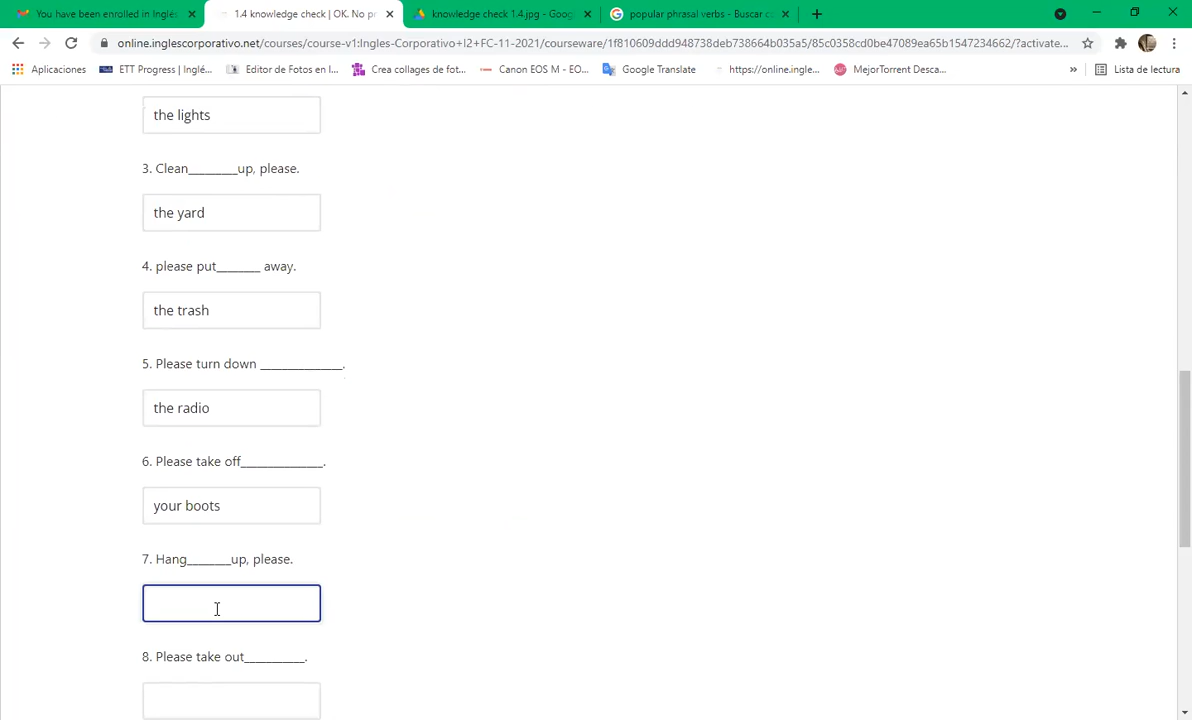 You have been enrolled in Inglés
1.4 knowledge check | OK. No pr
knowledge check 1.4.jpg - Goog
popular phrasal verbs - Buscar c
online.inglescorporativo.net/courses/course-v1:Ingles-Corporativo+I2+FC-11-2021/courseware/1f810609ddd948738deb738664b035a5/85c0358cd0be47089ea65b1547234662/?activate...
Aplicaciones
ETT Progress | Inglé...
Editor de Fotos en l...
Crea collages de fot...
Canon EOS M - EO...
Google Translate
https://online.ingle...
MejorTorrent Desca...
»
Lista de lectura
the lights
3. Clean________up, please.
the yard
4. please put_______ away.
the trash
5. Please turn down _____________.
the radio
6. Please take off_____________.
your boots
7. Hang_______up, please.
8. Please take out__________.